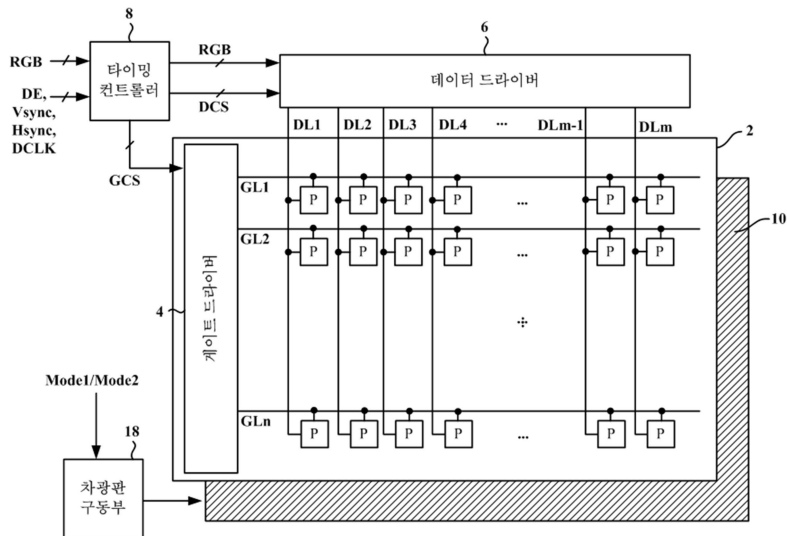 8
6
RGB
타이밍
컨트롤러
RGB
데이터 드라이버
DE,
Vsync,
Hsync,
DCLK
DCS
GCS
DL1 DL2 DL3 DL4 ... DLm-1 DLm
2
GL1
P P P P ... P P
10
GL2
P P P P ... P P
4
게이트 드라이버
Mode1/Mode2
GLn
P P P P ... P P
18
차광판
구동부